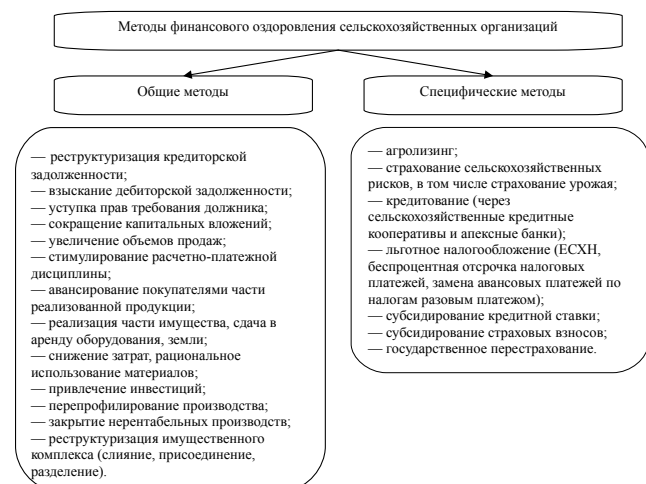 Методы финансового оздоровления сельскохозяйственных организаций
Общие методы
Специфические методы
— реструктуризация кредиторской
задолженности;
— взыскание дебиторской задолженности;
— уступка прав требования должника;
— сокращение капитальных вложений;
— увеличение объемов продаж;
— стимулирование расчетно-платежной
дисциплины;
— авансирование покупателями части
реализованной продукции;
— реализация части имущества, сдача в
аренду оборудования, земли;
— снижение затрат, рациональное
использование материалов;
— привлечение инвестиций;
— перепрофилирование производства;
— закрытие нерентабельных производств;
— реструктуризация имущественного
комплекса (слияние, присоединение,
разделение).
— агролизинг;
— страхование сельскохозяйственных
рисков, в том числе страхование урожая;
— кредитование (через
сельскохозяйственные кредитные
кооперативы и апексные банки);
— льготное налогообложение (ЕСХН,
беспроцентная отсрочка налоговых
платежей, замена авансовых платежей по
налогам разовым платежом);
— субсидирование кредитной ставки;
— субсидирование страховых взносов;
— государственное перестрахование.